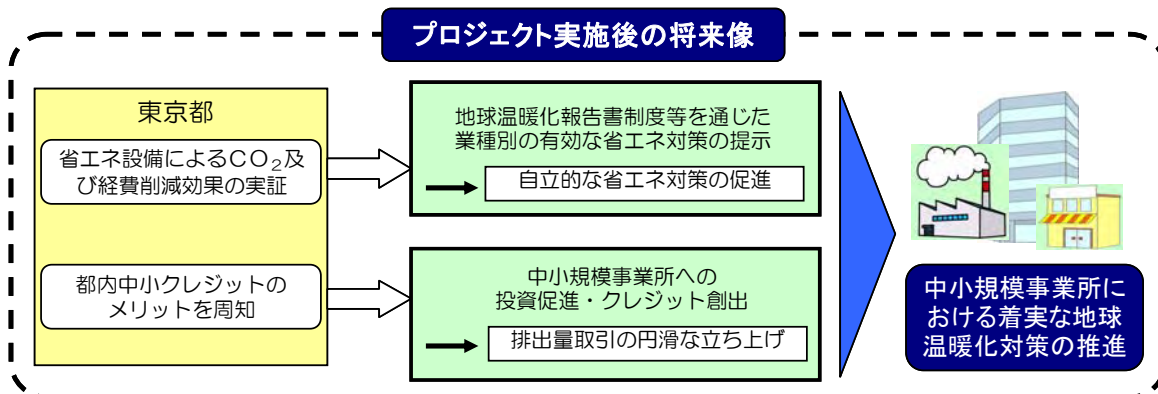 プロジェクト実施後の将来像
東京都
省エネ設備によるCO₂及
び経費削減効果の実証
地球温暖化報告書制度等を通じた
業種別の有効な省エネ対策の提示
自立的な省エネ対策の促進
都内中小クレジットの
メリットを周知
中小規模事業所への
投資促進・クレジット創出
排出量取引の円滑な立ち上げ
中小規模事業所に
おける着実な地球
温暖化対策の推進